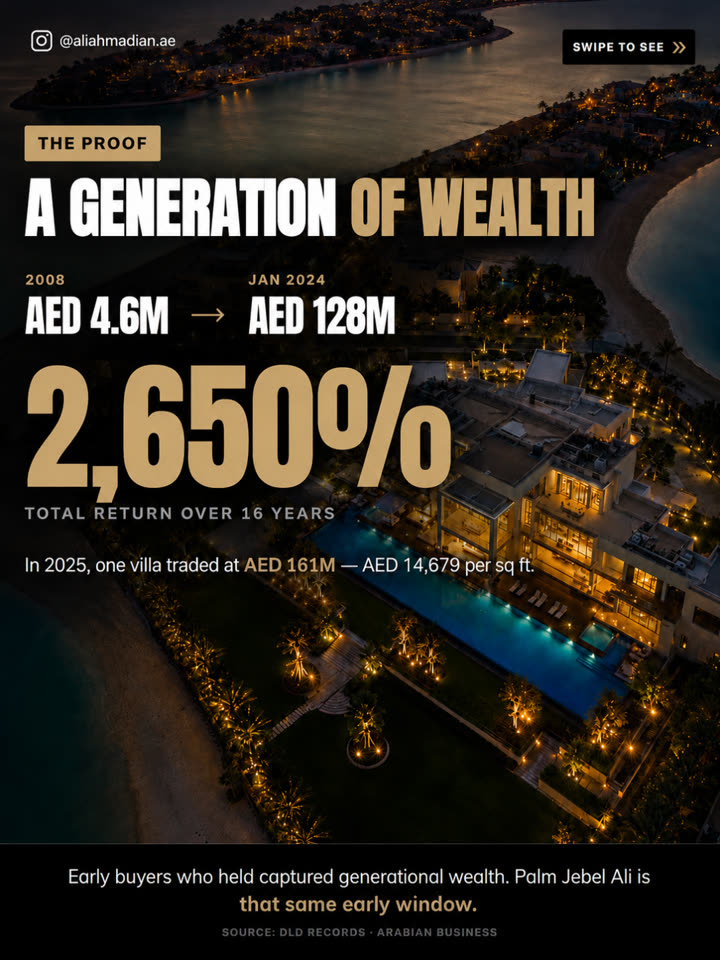 @aliahmadian.ae
SWIPE TO SEE »
THE PROOF
A GENERATION OF WEALTH
2008
JAN 2024
AED 4.6M → AED 128M
2,650%
TOTAL RETURN OVER 16 YEARS
In 2025, one villa traded at AED 161M — AED 14,679 per sq ft.
Early buyers who held captured generational wealth. Palm Jebel Ali is
that same early window.
SOURCE: DLD RECORDS · ARABIAN BUSINESS